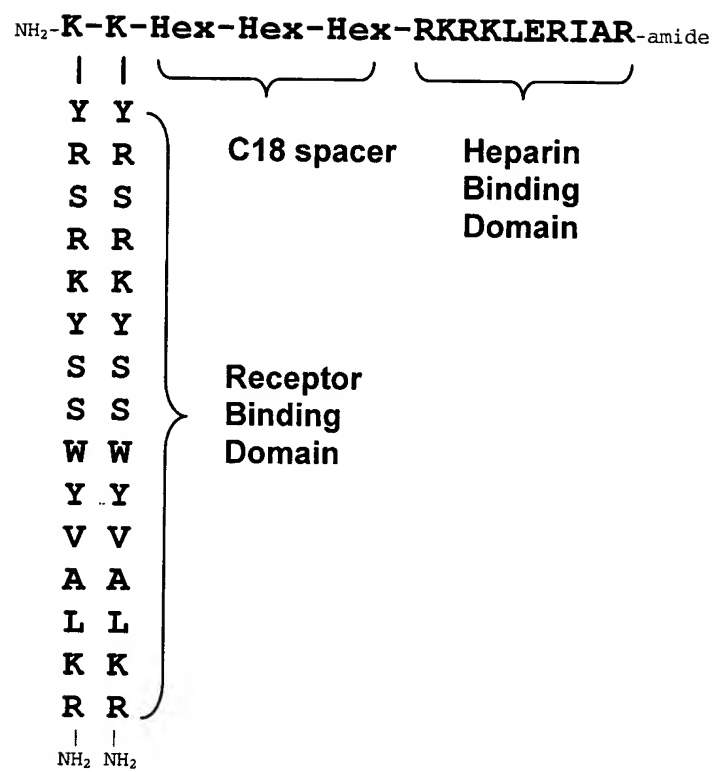 NH₂-K-K-Hex-Hex-Hex-RKRKLERIAR-amide
Y Y
R R
S S
R R
K K
Y Y
S S
S S
W W
Y Y
V V
A A
L L
K K
R R
NH₂ NH₂
C18 spacer
Heparin
Binding
Domain
Receptor
Binding
Domain